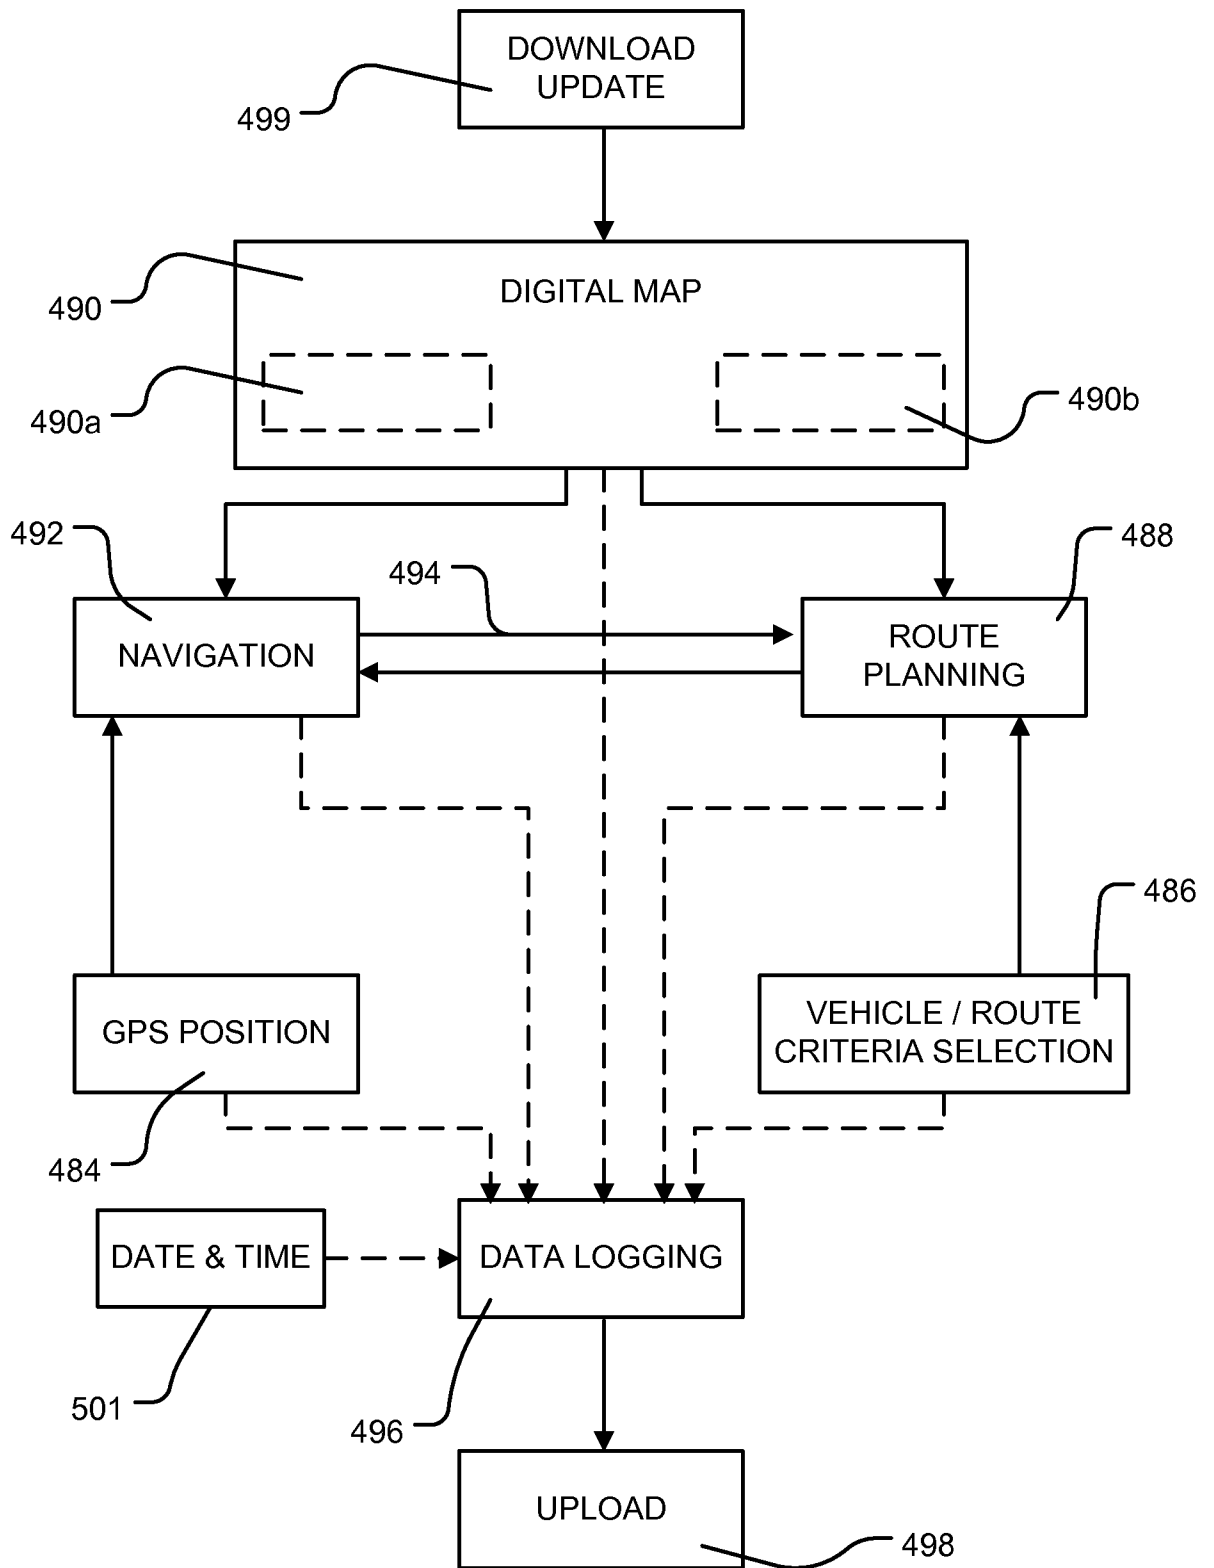 DOWNLOAD
UPDATE
499
490
DIGITAL MAP
490a
490b
492
494
488
NAVIGATION
ROUTE
PLANNING
486
GPS POSITION
VEHICLE / ROUTE
CRITERIA SELECTION
484
DATE & TIME
DATA LOGGING
501
496
UPLOAD
498